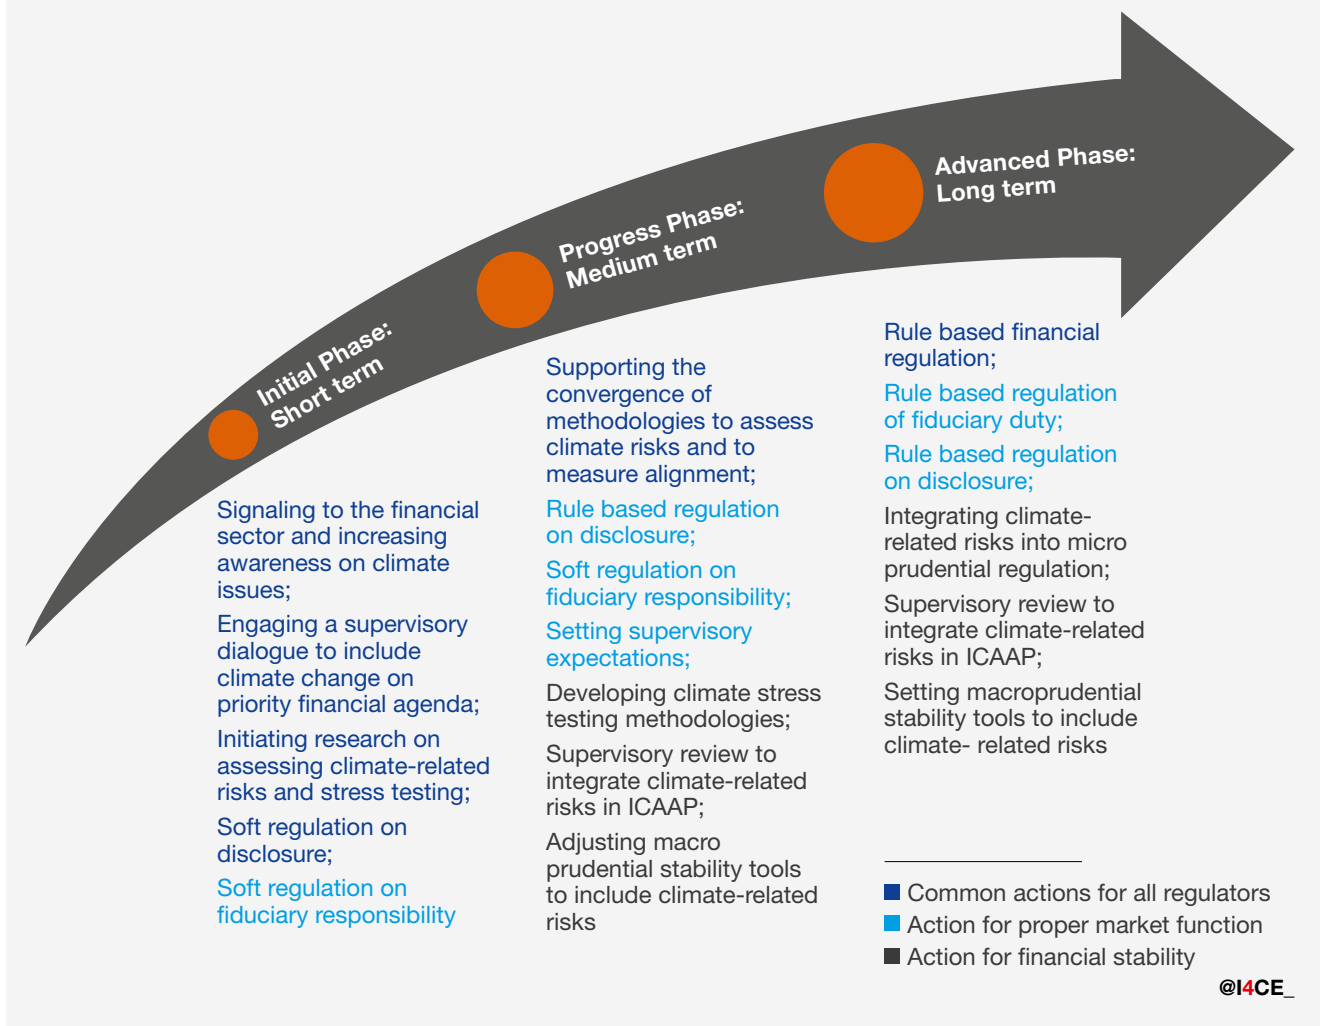 Initial Phase:
Short term
Progress Phase:
Medium term
Advanced Phase:
Long term
Signaling to the financial
sector and increasing
awareness on climate
issues;
Engaging a supervisory
dialogue to include
climate change on
priority financial agenda;
Initiating research on
assessing climate-related
risks and stress testing;
Soft regulation on
disclosure;
Soft regulation on
fiduciary responsibility
Supporting the
convergence of
methodologies to assess
climate risks and to
measure alignment;
Rule based regulation
on disclosure;
Soft regulation on
fiduciary responsibility;
Setting supervisory
expectations;
Developing climate stress
testing methodologies;
Supervisory review to
integrate climate-related
risks in ICAAP;
Adjusting macro
prudential stability tools
to include climate-related
risks
Rule based financial
regulation;
Rule based regulation
of fiduciary duty;
Rule based regulation
on disclosure;
Integrating climate-
related risks into micro
prudential regulation;
Supervisory review to
integrate climate-related
risks in ICAAP;
Setting macroprudential
stability tools to include
climate- related risks
Common actions for all regulators
Action for proper market function
Action for financial stability
@I4CE_